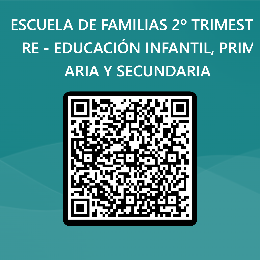 ESCUELA DE FAMILIAS 2º TRIMEST
RE - EDUCACIÓN INFANTIL, PRIM
ARIA Y SECUNDARIA